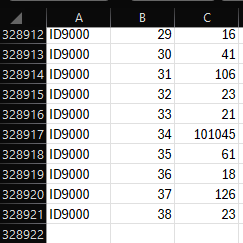 A B C
328912 ID9000 29 16
328913 ID9000 30 41
328914 ID9000 31 106
328915 ID9000 32 23
328916 ID9000 33 21
328917 ID9000 34 101045
328918 ID9000 35 61
328919 ID9000 36 18
328920 ID9000 37 126
328921 ID9000 38 23
328922